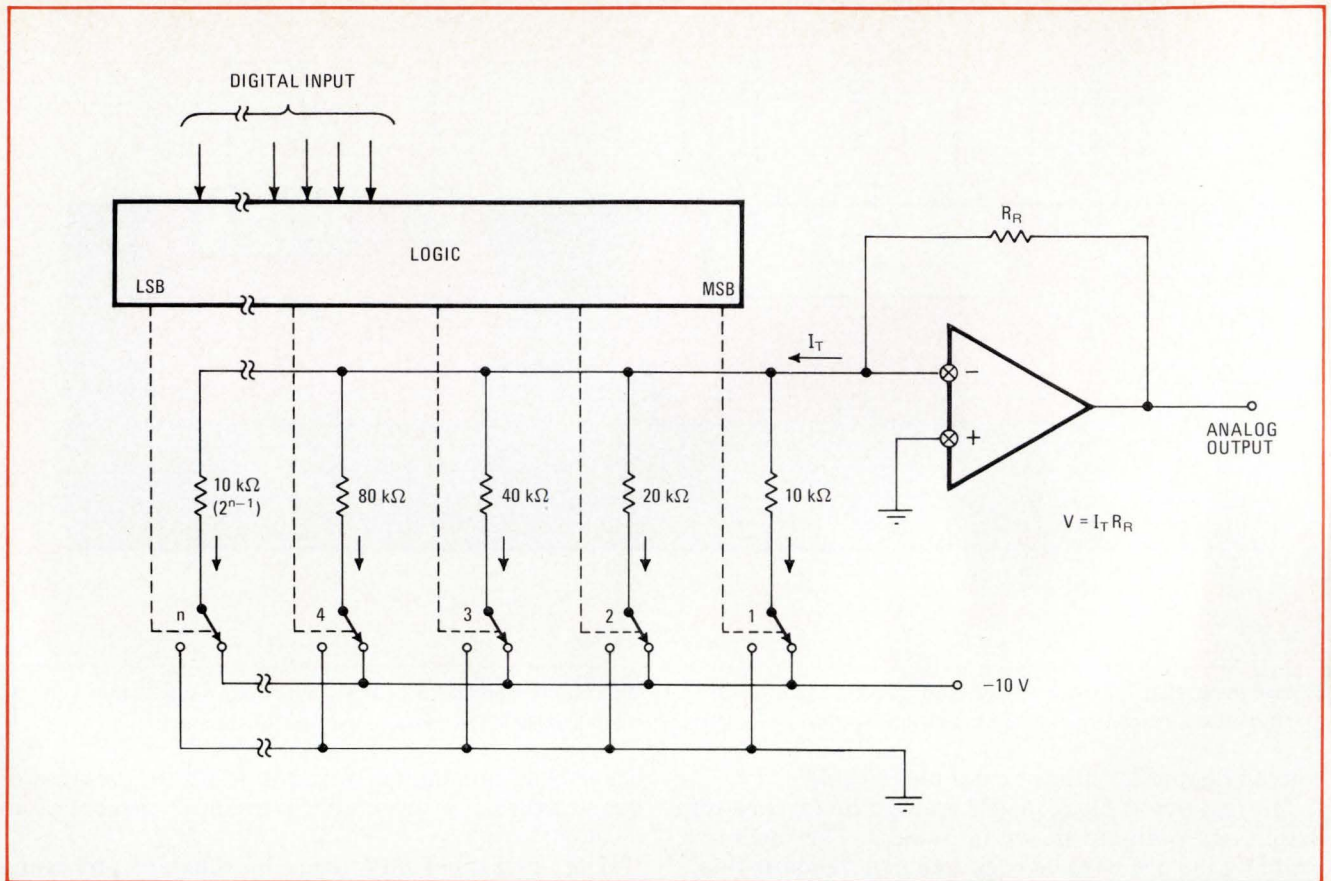 DIGITAL INPUT
LOGIC
LSB
MSB
R_R
I_T
−
+
ANALOG
OUTPUT
V = I_T R_R
10 kΩ
(2ⁿ⁻¹)
80 kΩ
40 kΩ
20 kΩ
10 kΩ
n
4
3
2
1
−10 V